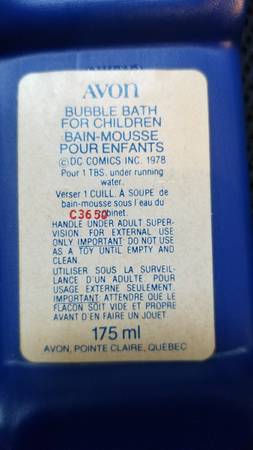 AVON
BUBBLE BATH
FOR CHILDREN
BAIN-MOUSSE
POUR ENFANTS
© DC COMICS INC. 1978
Pour 1 TBS. under running
water.
Verser 1 CUILL. À SOUPE de
bain-mousse sous l'eau du
C3650binet.
HANDLE UNDER ADULT SUPER-
VISION. FOR EXTERNAL USE
ONLY. IMPORTANT: DO NOT USE
AS A TOY UNTIL EMPTY AND
CLEAN.
UTILISER SOUS LA SURVEIL-
LANCE D'UN ADULTE. POUR
USAGE EXTERNE SEULEMENT.
IMPORTANT: ATTENDRE QUE LE
FLACON SOIT VIDE ET PROPRE
AVANT D'EN FAIRE UN JOUET.
175 ml
AVON, POINTE CLAIRE, QUÉBEC